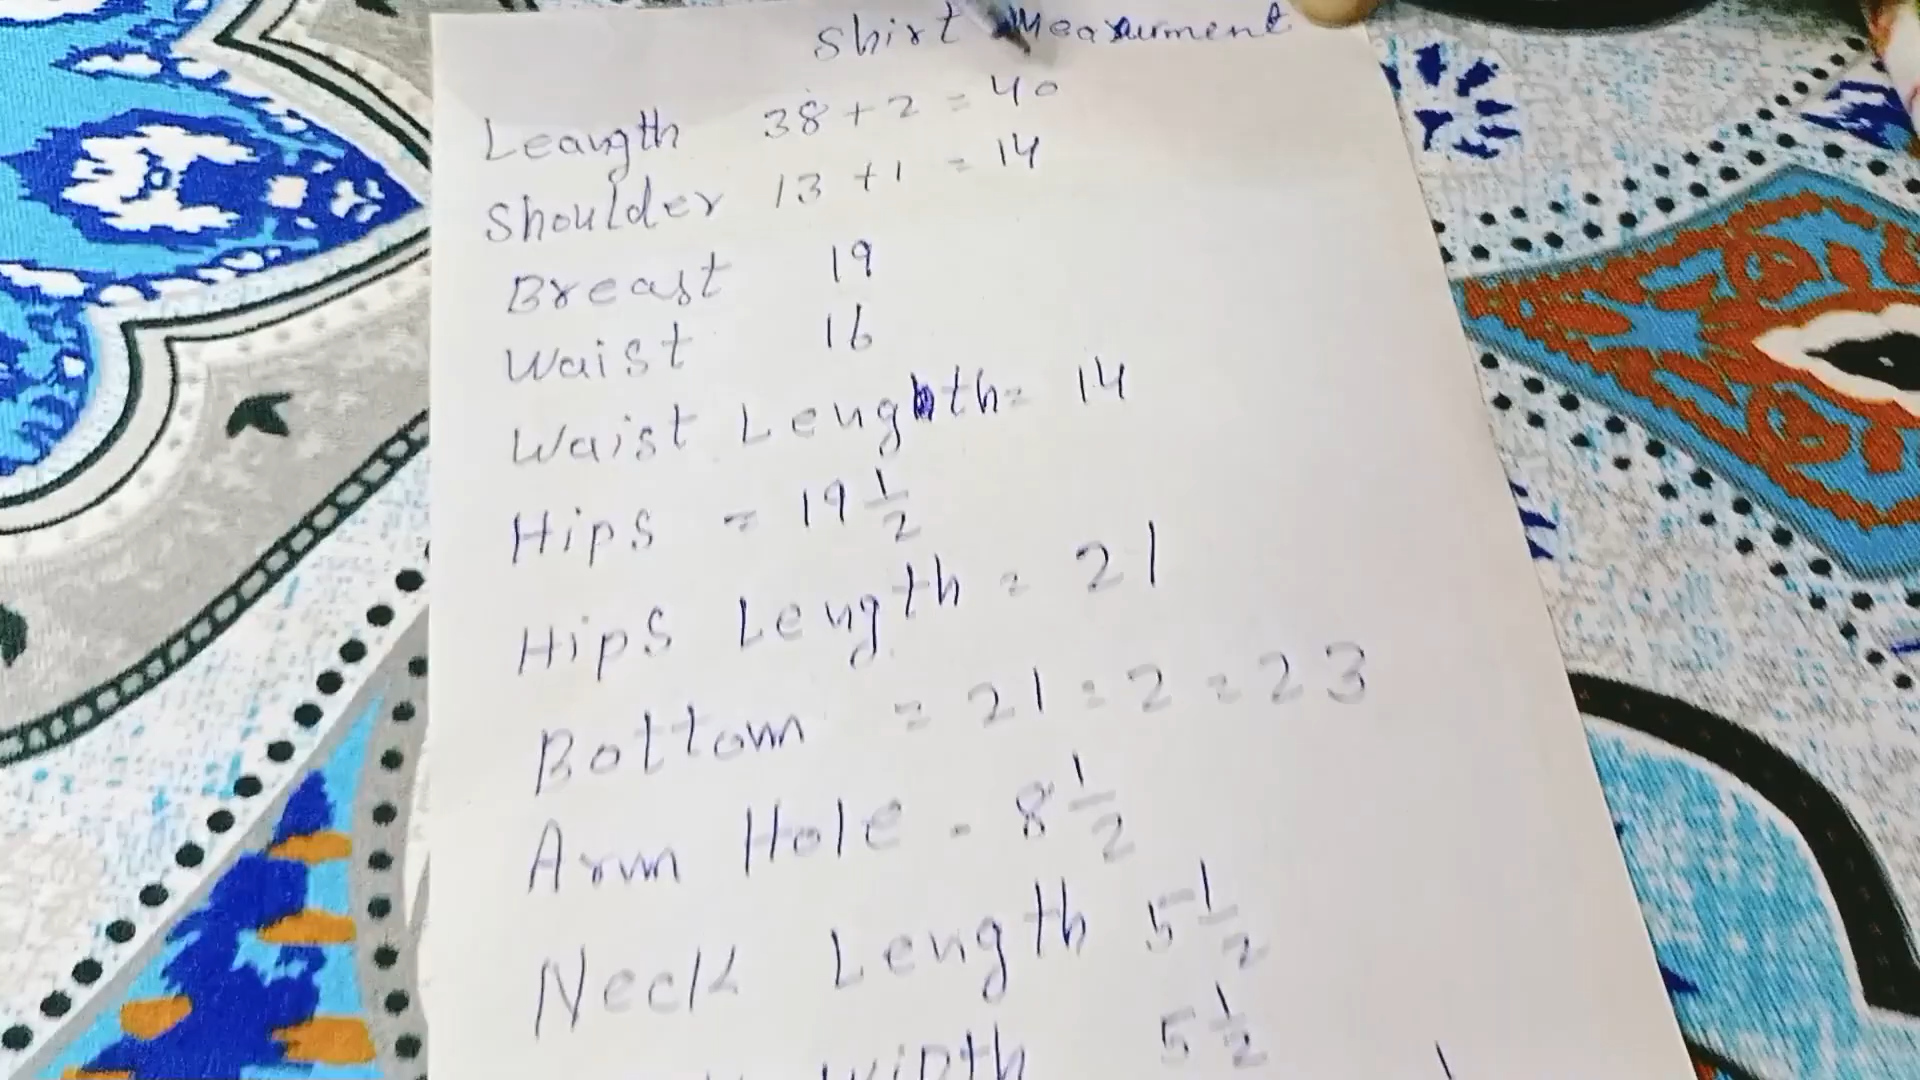 Shirt Measurment
Leangth 38 + 2 = 40
Shoulder 13 + 1 = 14
Breast 19
Waist 16
Waist Length = 14
Hips = 19 1/2
Hips Length = 21
Bottom = 21 = 2 = 23
Arm Hole - 8 1/2
Neck Length 5 1/2
Width 5 1/2